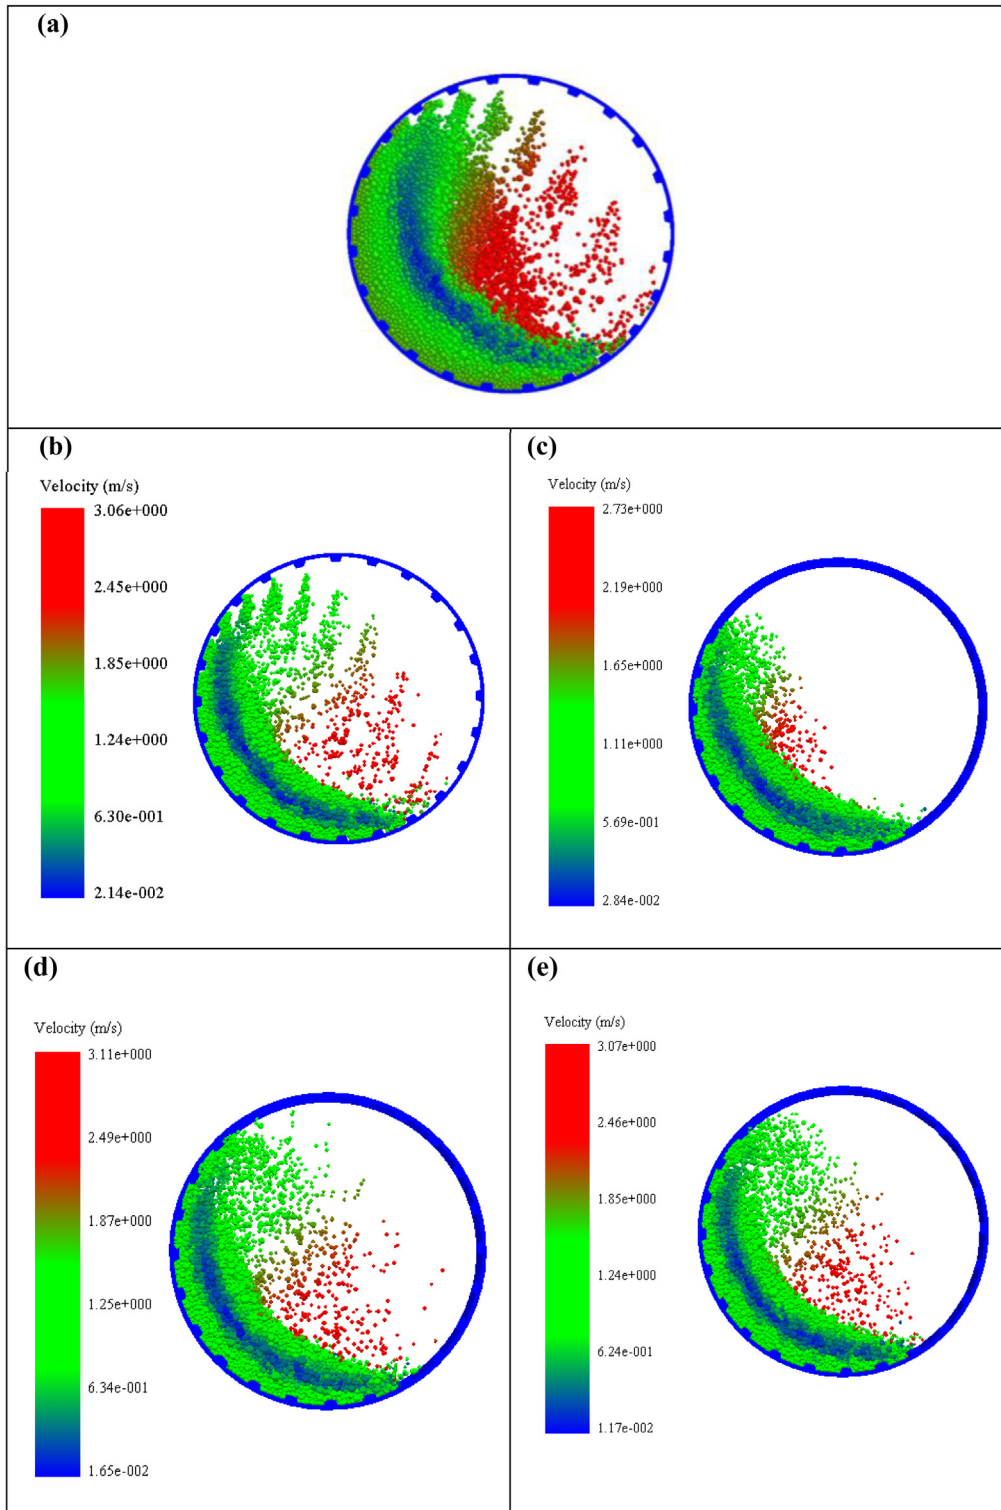 (a)
(b)
Velocity (m/s)
3.06e+000
2.45e+000
1.85e+000
1.24e+000
6.30e-001
2.14e-002
(c)
Velocity (m/s)
2.73e+000
2.19e+000
1.65e+000
1.11e+000
5.69e-001
2.84e-002
(d)
Velocity (m/s)
3.11e+000
2.49e+000
1.87e+000
1.25e+000
6.34e-001
1.65e-002
(e)
Velocity (m/s)
3.07e+000
2.46e+000
1.85e+000
1.24e+000
6.24e-001
1.17e-002